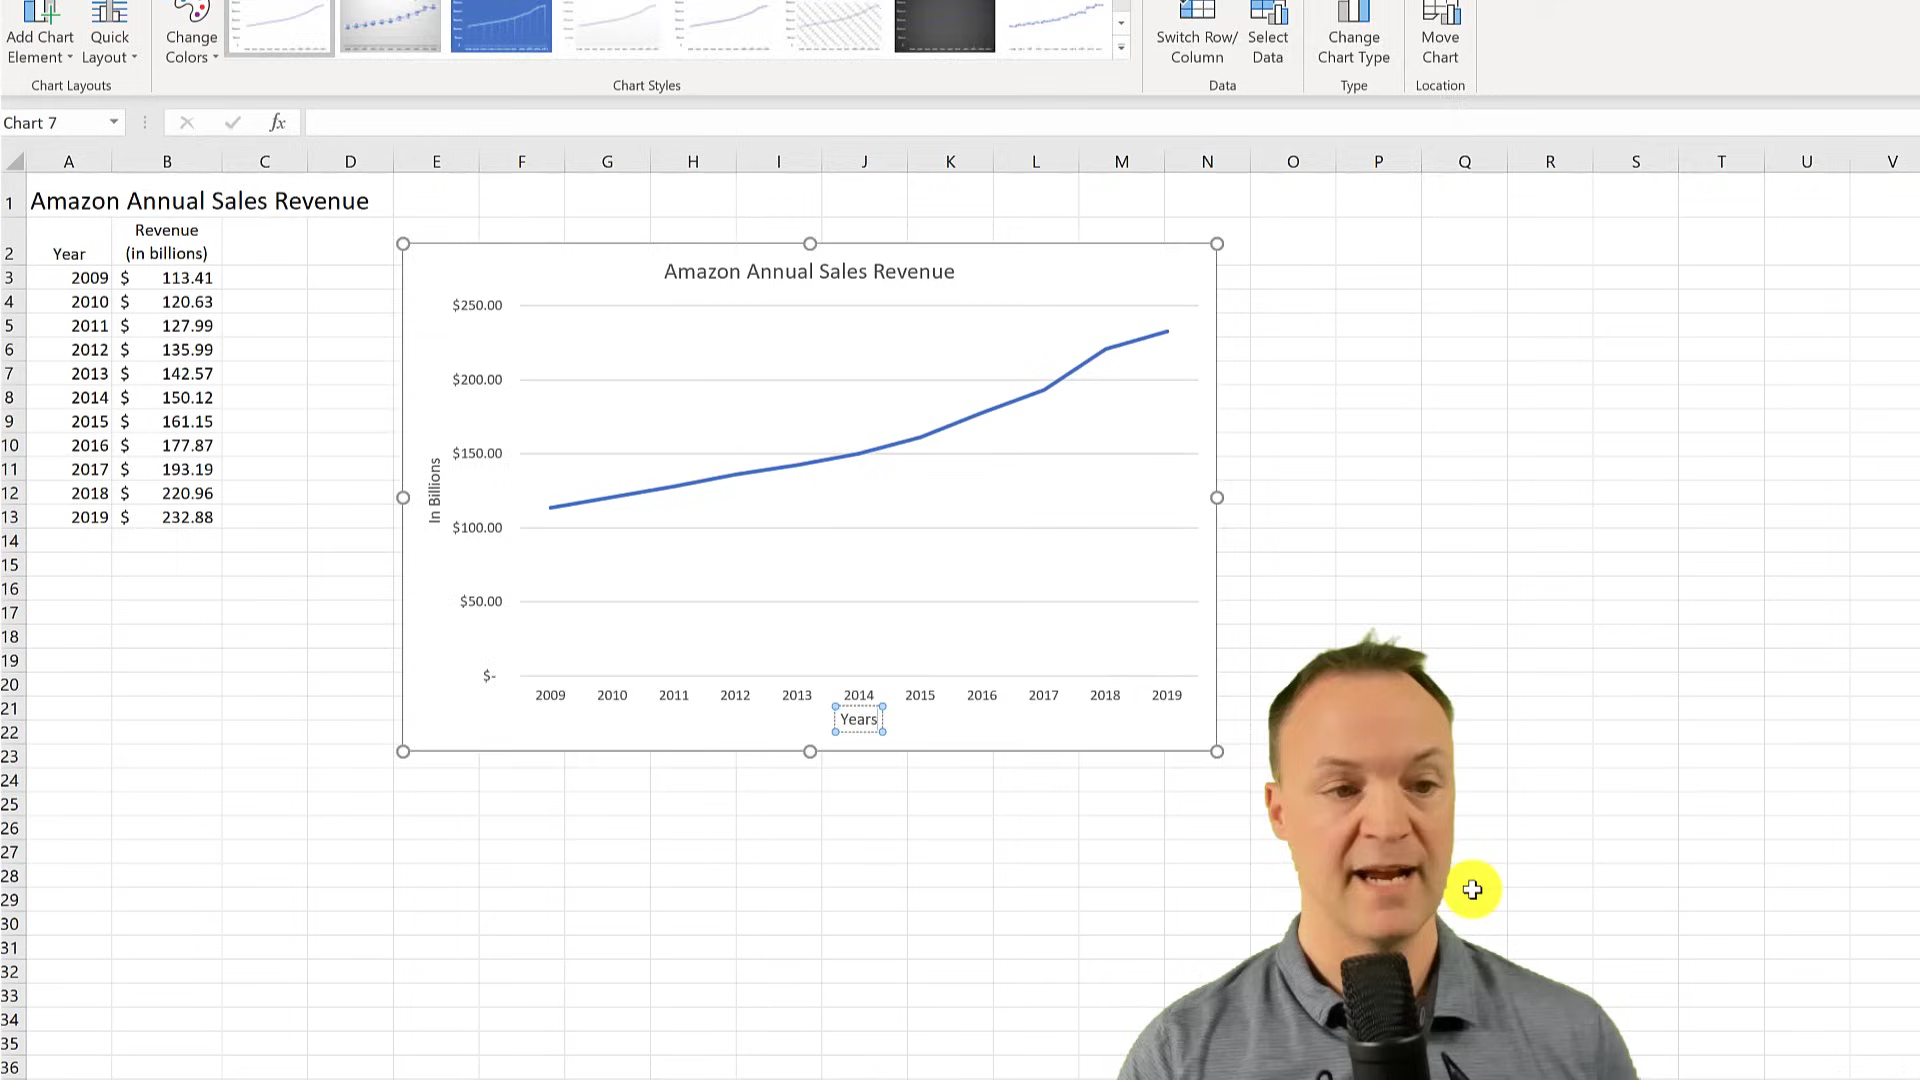 Add Chart Element
Quick Layout
Change Colors
Switch Row/ Column
Select Data
Change Chart Type
Move Chart
Chart Layouts
Chart Styles
Data
Type
Location
Chart 7
fx
A B C D E F G H I J K L M N O P Q R S T U V
1 Amazon Annual Sales Revenue
Revenue
2 Year (in billions)
3 2009 $ 113.41
4 2010 $ 120.63
5 2011 $ 127.99
6 2012 $ 135.99
7 2013 $ 142.57
8 2014 $ 150.12
9 2015 $ 161.15
10 2016 $ 177.87
11 2017 $ 193.19
12 2018 $ 220.96
13 2019 $ 232.88
14
15
16
17
18
19
20
21
22
23
24
25
26
27
28
29
30
31
32
33
34
35
36
Amazon Annual Sales Revenue
$250.00
$200.00
$150.00
$100.00
$50.00
$-
In Billions
2009 2010 2011 2012 2013 2014 2015 2016 2017 2018 2019
Years